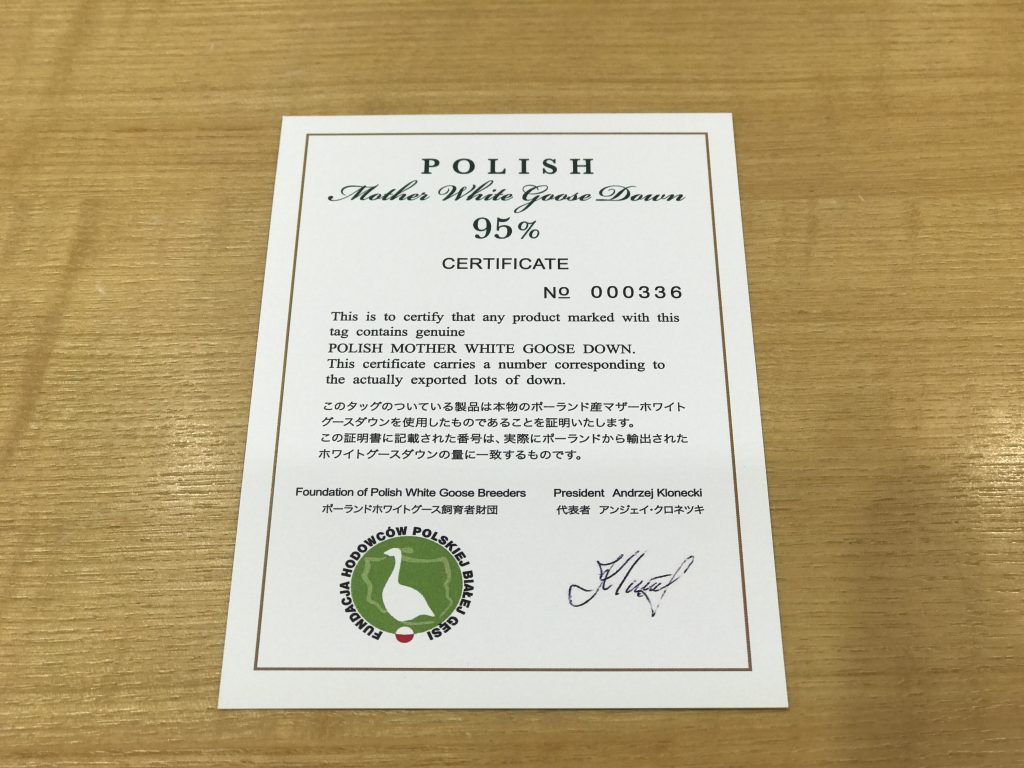 POLISH
Mother White Goose Down
95%
CERTIFICATE
No 000336
This is to certify that any product marked with this
tag contains genuine
POLISH MOTHER WHITE GOOSE DOWN.
This certificate carries a number corresponding to
the actually exported lots of down.
このタッグのついている製品は本物のポーランド産マザーホワイト
グースダウンを使用したものであることを証明いたします。
この証明書に記載された番号は、実際にポーランドから輸出された
ホワイトグースダウンの量に一致するものです。
Foundation of Polish White Goose Breeders
ポーランドホワイトグース飼育者財団
President Andrzej Klonecki
代表者 アンジェイ・クロネツキ
FUNDACJA HODOWCÓW POLSKIEJ BIAŁEJ GĘSI